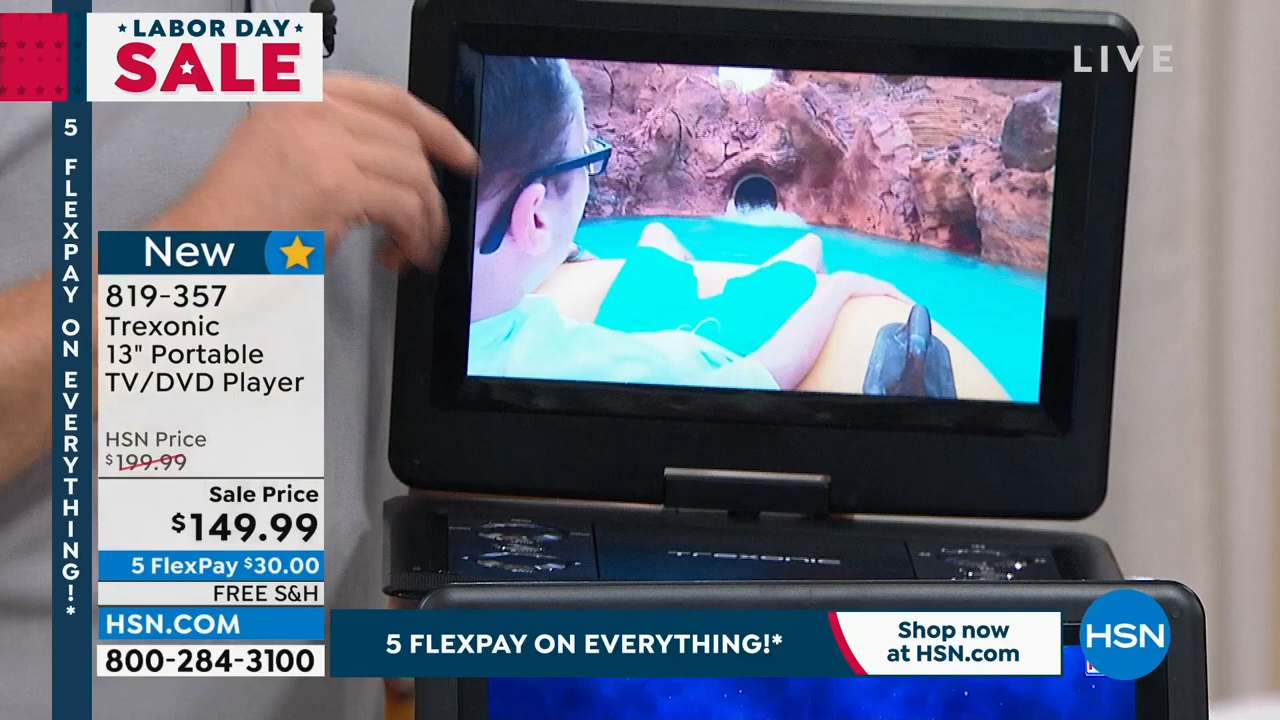 LABOR DAY
SALE
LIVE
5 FLEXPAY ON EVERYTHING!*
New
819-357
Trexonic
13" Portable
TV/DVD Player
HSN Price
$199.99
Sale Price
$149.99
5 FlexPay $30.00
FREE S&H
HSN.COM
800-284-3100
TREXONIC
5 FLEXPAY ON EVERYTHING!*
Shop now
at HSN.com
HSN